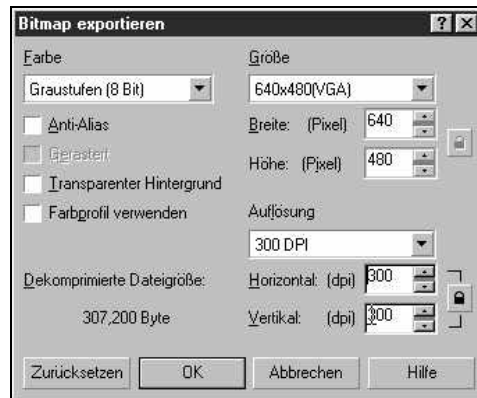 Bitmap exportieren
Farbe
Graustufen (8 Bit)
Anti-Alias
Gerastert
Transparenter Hintergrund
Farbprofil verwenden
Dekomprimierte Dateigröße:
307,200 Byte
Größe
640x480(VGA)
Breite: (Pixel) 640
Höhe: (Pixel) 480
Auflösung
300 DPI
Horizontal: (dpi) 300
Vertikal: (dpi) 300
Zurücksetzen OK Abbrechen Hilfe